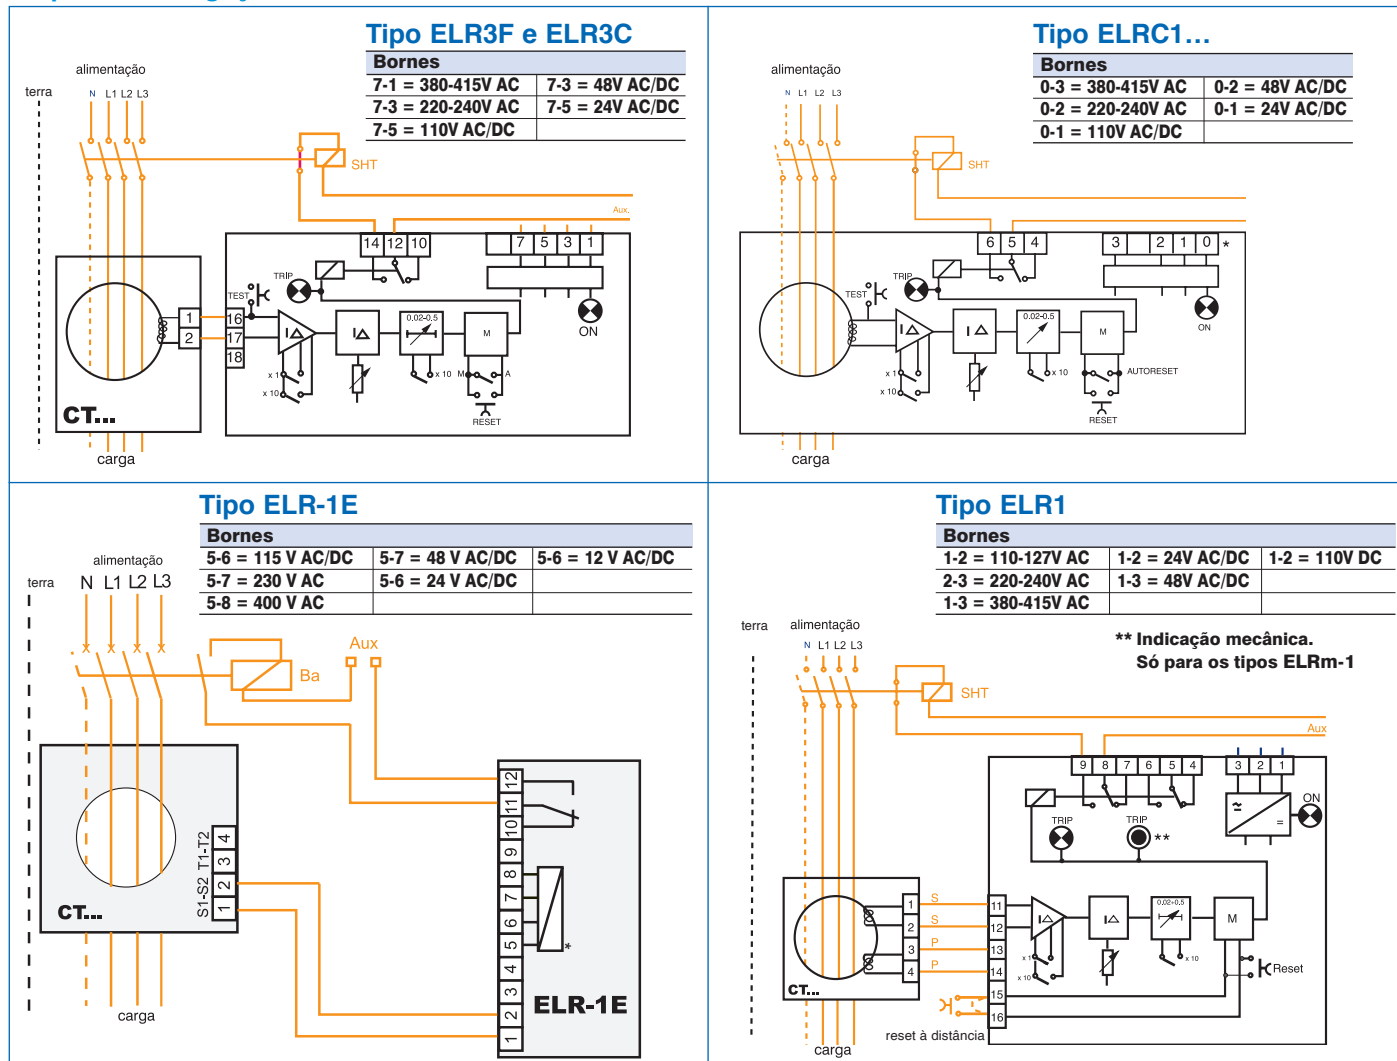 Tipo ELR3F e ELR3C
Bornes
7-1 = 380-415V AC 7-3 = 48V AC/DC
7-3 = 220-240V AC 7-5 = 24V AC/DC
7-5 = 110V AC/DC
alimentação
terra
N L1 L2 L3
SHT
Aux.
14 12 10
7 5 3 1
TRIP
TEST
ON
1
2
16
17
18
I△
I△
0,02-0.5
M
x 1
x 10
x 10
M A
RESET
CT...
carga
Tipo ELRC1...
Bornes
0-3 = 380-415V AC 0-2 = 48V AC/DC
0-2 = 220-240V AC 0-1 = 24V AC/DC
0-1 = 110V AC/DC
alimentação
N L1 L2 L3
SHT
6 5 4
3 2 1 0 *
TRIP
TEST
ON
I△
I△
0.02-0.5
M
x 1
x 10
x 10
AUTORESET
RESET
carga
Tipo ELR-1E
Bornes
5-6 = 115 V AC/DC 5-7 = 48 V AC/DC 5-6 = 12 V AC/DC
5-7 = 230 V AC 5-6 = 24 V AC/DC
5-8 = 400 V AC
alimentação
terra
N L1 L2 L3
Aux
Ba
S1-S2 T1-T2
1 2 3 4
CT...
12
11
10
9
8
7
6
5
4
3
2
1
*
ELR-1E
carga
Tipo ELR1
Bornes
1-2 = 110-127V AC 1-2 = 24V AC/DC 1-2 = 110V DC
2-3 = 220-240V AC 1-3 = 48V AC/DC
1-3 = 380-415V AC
** Indicação mecânica.
Só para os tipos ELRm-1
terra
alimentação
N L1 L2 L3
SHT
Aux
9 8 7 6 5 4
3 2 1
≃
=
ON
TRIP
TRIP
**
1
2
3
4
S
S
P
P
11
12
13
14
15
16
I△
I△
0,02÷0.5
M
x 1
x 10
x 10
Reset
CT...
reset à distância
carga